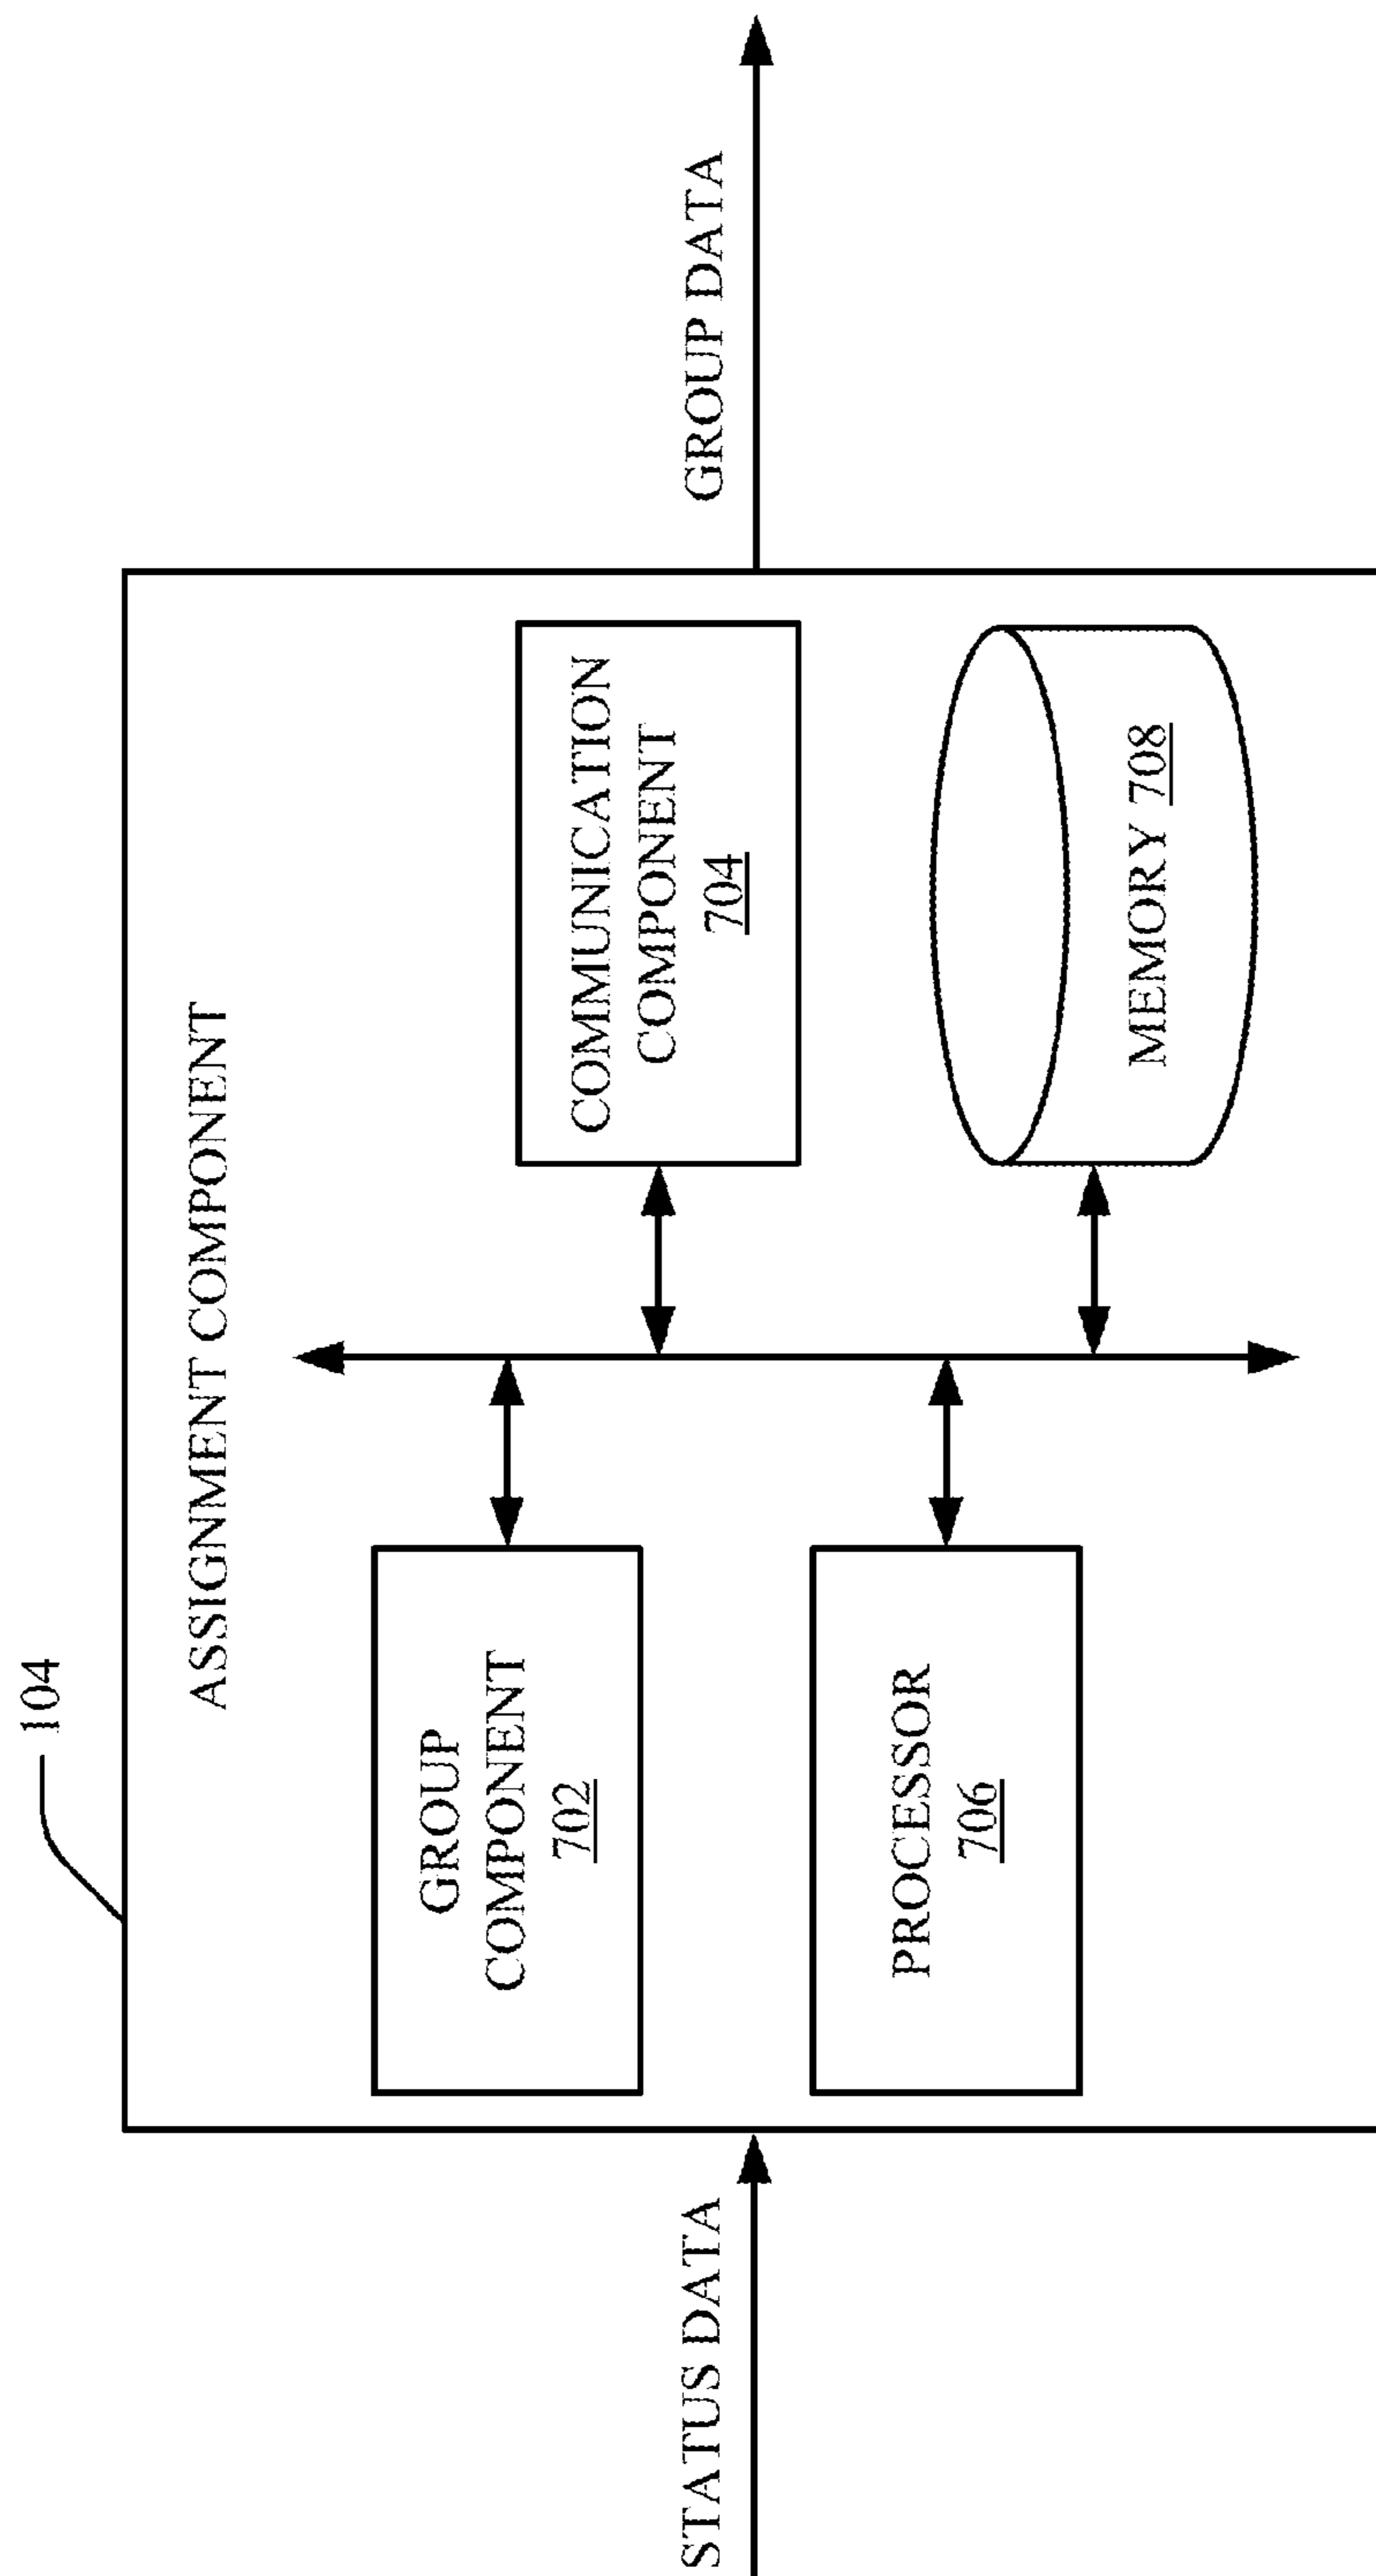 104
ASSIGNMENT COMPONENT
STATUS DATA
GROUP
COMPONENT
702
COMMUNICATION
COMPONENT
704
GROUP DATA
PROCESSOR
706
MEMORY 708